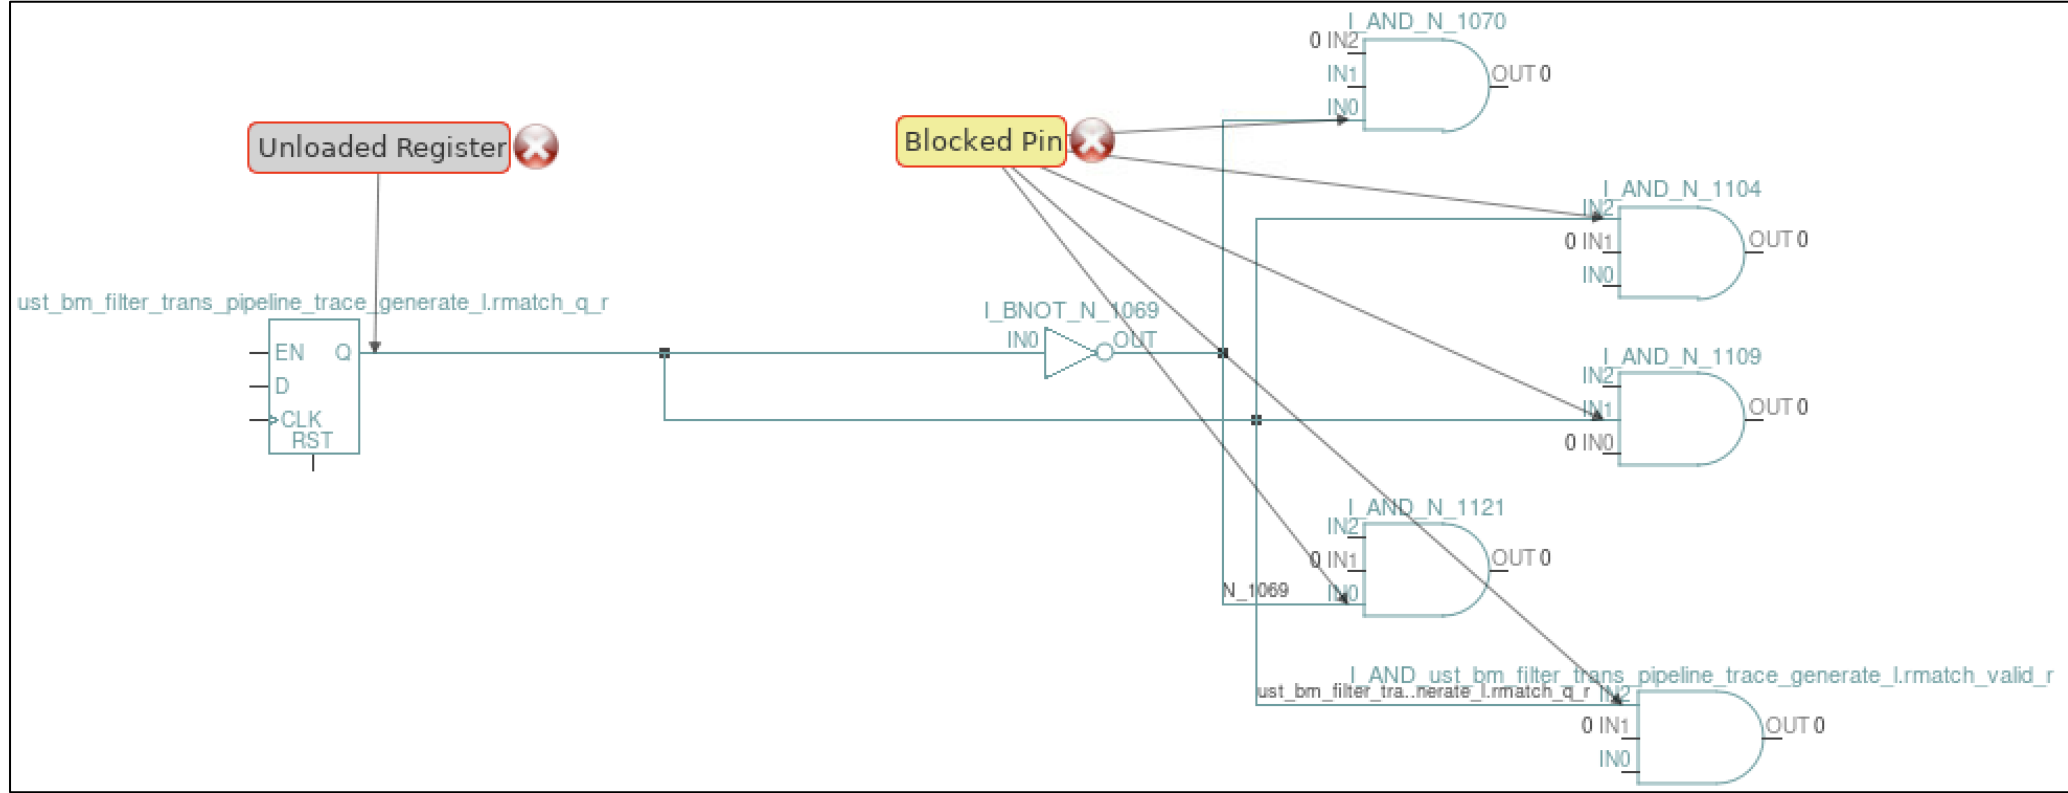 I_AND_N_1070
0 IN2
IN1
OUT 0
IN0
Unloaded Register
Blocked Pin
I_AND_N_1104
IN2
0 IN1
OUT 0
IN0
ust_bm_filter_trans_pipeline_trace_generate_l.rmatch_q_r
EN
Q
D
CLK
RST
I_BNOT_N_1069
IN0
OUT
I_AND_N_1109
IN2
IN1
OUT 0
0 IN0
I_AND_N_1121
IN2
0 IN1
OUT 0
N_1069
IN0
I_AND_ust_bm_filter_trans_pipeline_trace_generate_l.rmatch_valid_r
ust_bm_filter_tra..nerate_l.rmatch_q_r
IN2
0 IN1
OUT 0
IN0